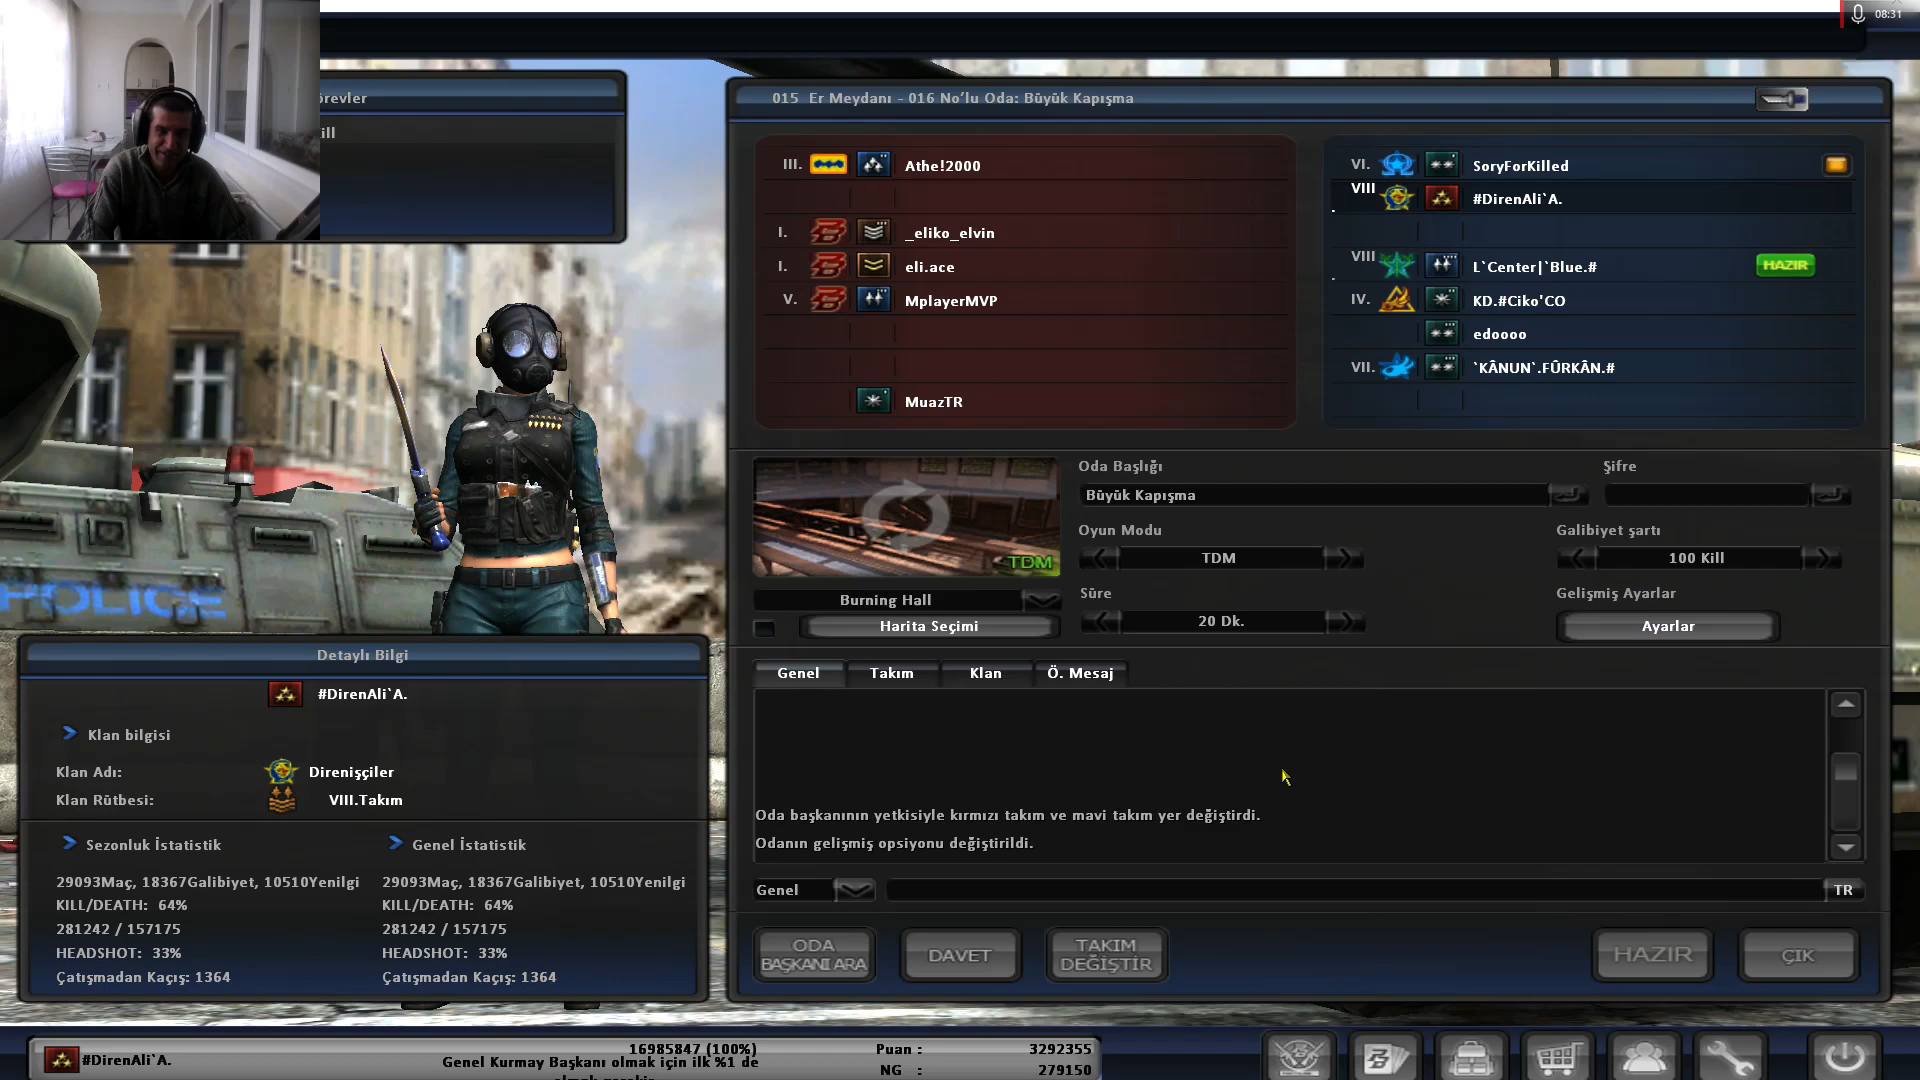 08:31
örevler
ill
015 Er Meydanı - 016 No'lu Oda: Büyük Kapışma
III. Athe!2000
I. _eliko_elvin
I. eli.ace
V. MplayerMVP
MuazTR
VI. SoryForKilled
VIII. #DirenAli`A.
VIII. L`Center|`Blue.# HAZIR
IV. KD.#Ciko'CO
edoooo
VII. `KÂNUN`.FÛRKÂN.#
TDM
Burning Hall
Harita Seçimi
Oda Başlığı
Büyük Kapışma
Şifre
Oyun Modu
TDM
Galibiyet şartı
100 Kill
Süre
20 Dk.
Gelişmiş Ayarlar
Ayarlar
POLICE
Detaylı Bilgi
#DirenAli`A.
Klan bilgisi
Klan Adı: Direnişçiler
Klan Rütbesi: VIII.Takım
Sezonluk İstatistik
29093Maç, 18367Galibiyet, 10510Yenilgi
KILL/DEATH: 64%
281242 / 157175
HEADSHOT: 33%
Çatışmadan Kaçış: 1364
Genel İstatistik
29093Maç, 18367Galibiyet, 10510Yenilgi
KILL/DEATH: 64%
281242 / 157175
HEADSHOT: 33%
Çatışmadan Kaçış: 1364
Genel Takım Klan Ö. Mesaj
Oda başkanının yetkisiyle kırmızı takım ve mavi takım yer değiştirdi.
Odanın gelişmiş opsiyonu değiştirildi.
Genel TR
ODA BAŞKANI ARA
DAVET
TAKIM DEĞİŞTİR
HAZIR
ÇIK
#DirenAli`A.
16985847 (100%)
Genel Kurmay Başkanı olmak için ilk %1 de
Puan : 3292355
NG : 279150